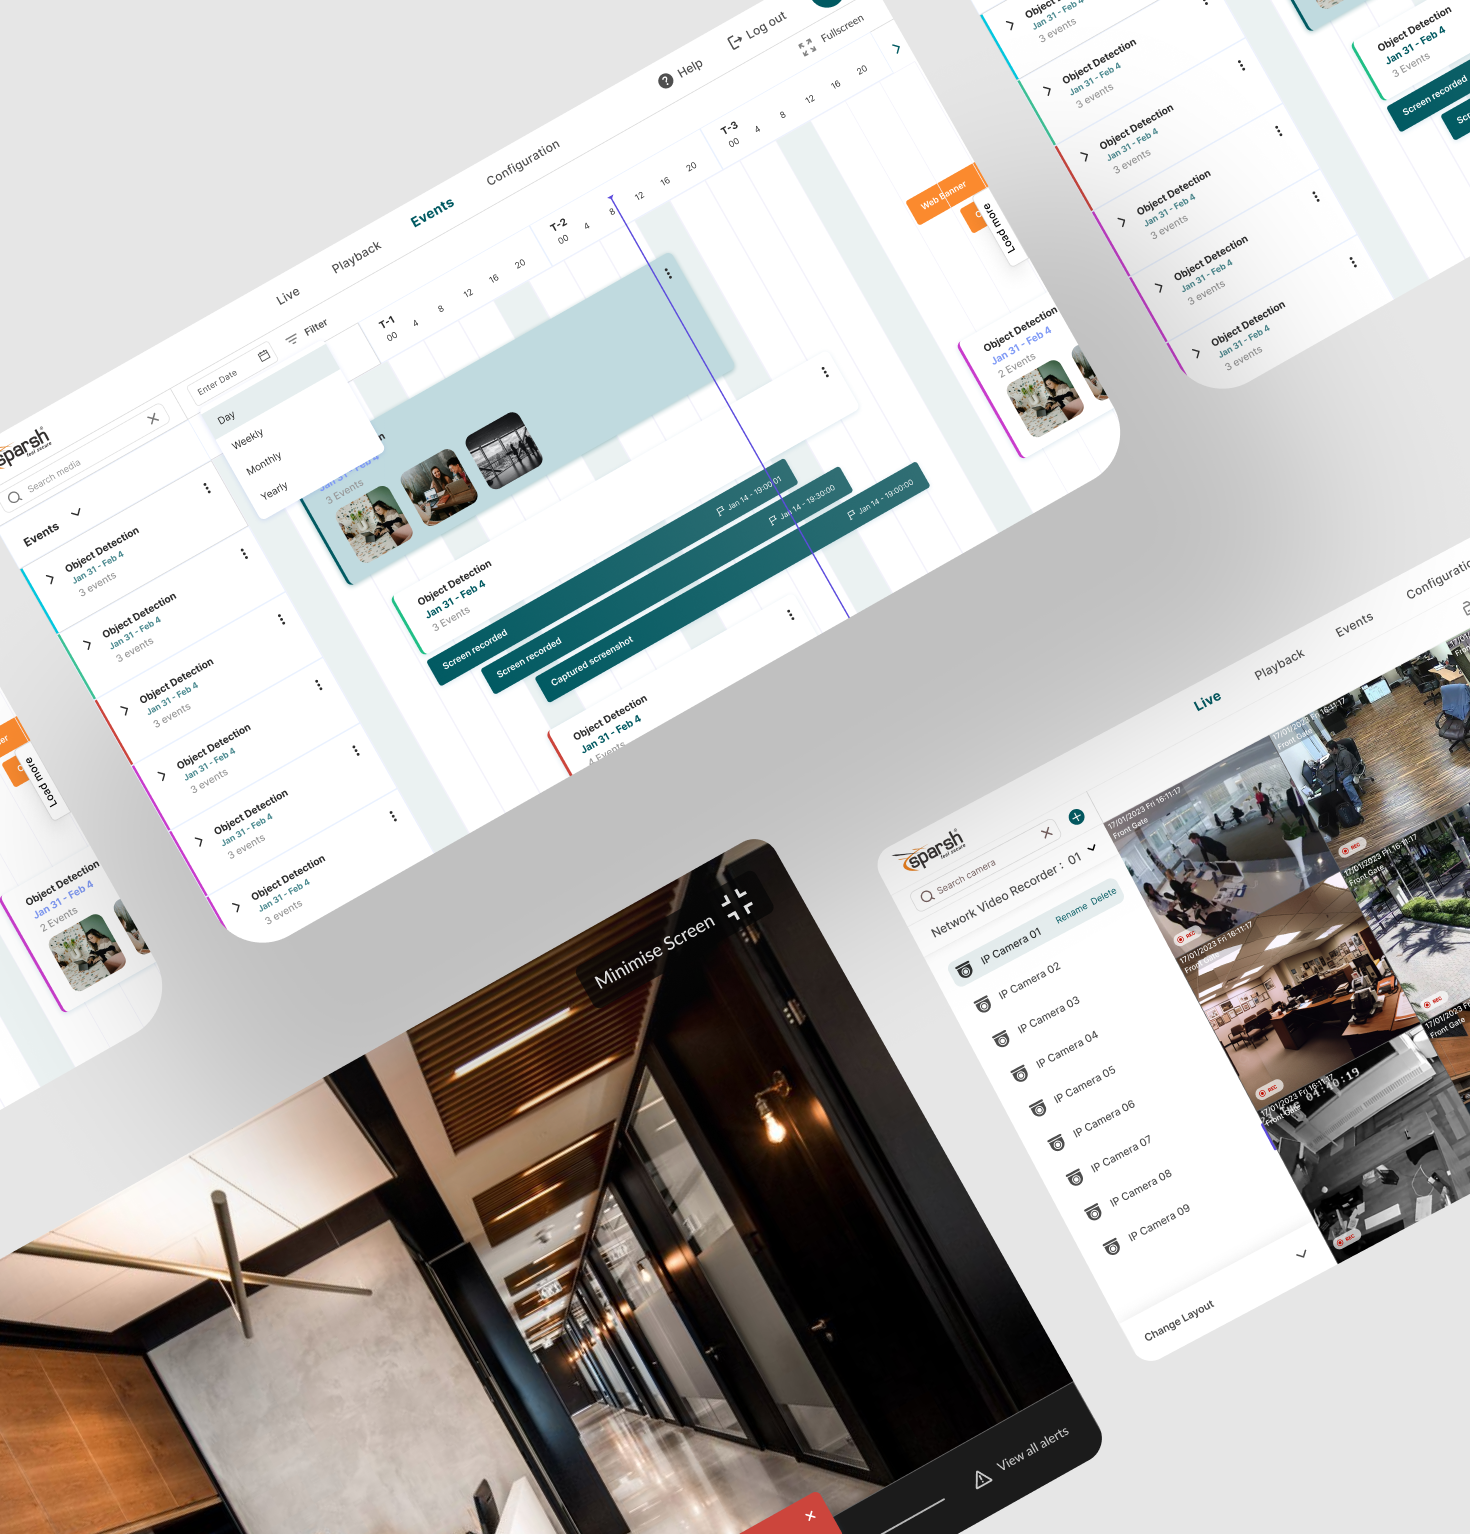 Log out
Help
Fullscreen
Live
Playback
Events
Configuration
Enter Date
Filter
T-1
00 4 8 12 16 20
T-2
00 4 8 12 16 20
T-3
00 4 8 12 16 20
sparsh
feel secure
Search media
Day
Weekly
Monthly
Yearly
Events
Object Detection
Jan 31 - Feb 4
3 events
Object Detection
Jan 31 - Feb 4
3 events
Object Detection
Jan 31 - Feb 4
3 events
Object Detection
Jan 31 - Feb 4
3 events
Object Detection
Jan 31 - Feb 4
3 events
Object Detection
Jan 31 - Feb 4
3 events
Jan 31 - Feb 4
3 Events
Object Detection
Jan 31 - Feb 4
3 Events
Screen recorded
Jan 14 - 19:00:01
Screen recorded
Jan 14 - 19:30:00
Captured screenshot
Jan 14 - 19:00:00
Object Detection
Jan 31 - Feb 4
4 Events
Web Banner
Load more
Object Detection
Jan 31 - Feb 4
2 Events
Jan 31 - Feb 4
3 events
Object Detection
Jan 31 - Feb 4
3 events
Object Detection
Jan 31 - Feb 4
3 events
Object Detection
Jan 31 - Feb 4
3 events
Object Detection
Jan 31 - Feb 4
3 events
Object Detection
Jan 31 - Feb 4
3 events
Object Detection
Jan 31 - Feb 4
3 Events
Screen recorded
Load more
Object Detection
Jan 31 - Feb 4
2 Events
Minimise Screen
View all alerts
Live
Playback
Events
Configuratio
sparsh
feel secure
Search camera
Network Video Recorder : 01
IP Camera 01
Rename Delete
IP Camera 02
IP Camera 03
IP Camera 04
IP Camera 05
IP Camera 06
IP Camera 07
IP Camera 08
IP Camera 09
Change Layout
17/01/2023 Fri 16:11:17
Front Gate
REC
17/01/2023 Fri 16:11:17
Front Gate
REC
17/01/2023 Fri 16:11:17
Front Gate
REC
17/01/2023 Fri 16:11:17
Front Gate
REC
17/01/2023 Fri 16:11:17
Front Gate
04:40:19
REC
Front Gate